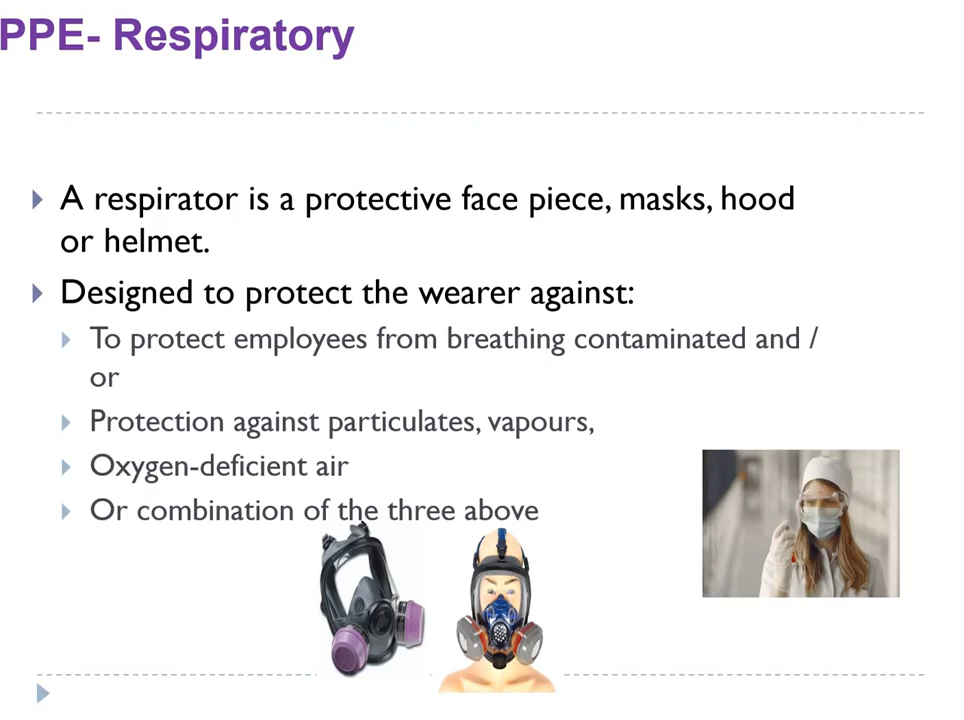 PPE- Respiratory
A respirator is a protective face piece, masks, hood
or helmet.
Designed to protect the wearer against:
To protect employees from breathing contaminated and /
or
Protection against particulates, vapours,
Oxygen-deficient air
Or combination of the three above